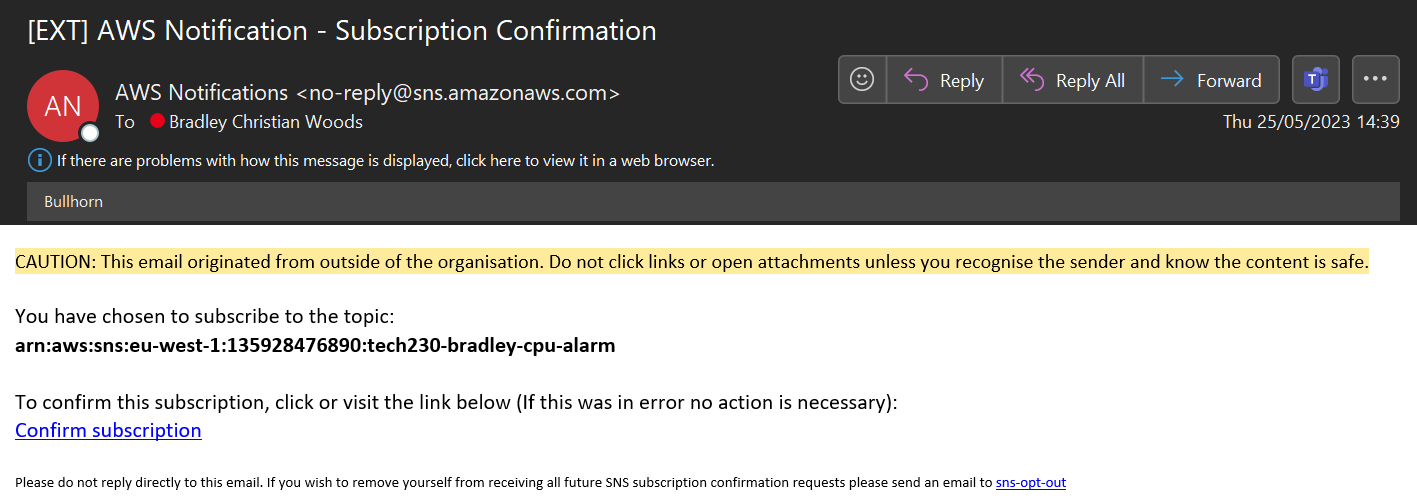 [EXT] AWS Notification - Subscription Confirmation
AN
AWS Notifications <no-reply@sns.amazonaws.com>
Reply
Reply All
Forward
To Bradley Christian Woods
Thu 25/05/2023 14:39
If there are problems with how this message is displayed, click here to view it in a web browser.
Bullhorn
CAUTION: This email originated from outside of the organisation. Do not click links or open attachments unless you recognise the sender and know the content is safe.
You have chosen to subscribe to the topic:
arn:aws:sns:eu-west-1:135928476890:tech230-bradley-cpu-alarm
To confirm this subscription, click or visit the link below (If this was in error no action is necessary):
Confirm subscription
Please do not reply directly to this email. If you wish to remove yourself from receiving all future SNS subscription confirmation requests please send an email to sns-opt-out